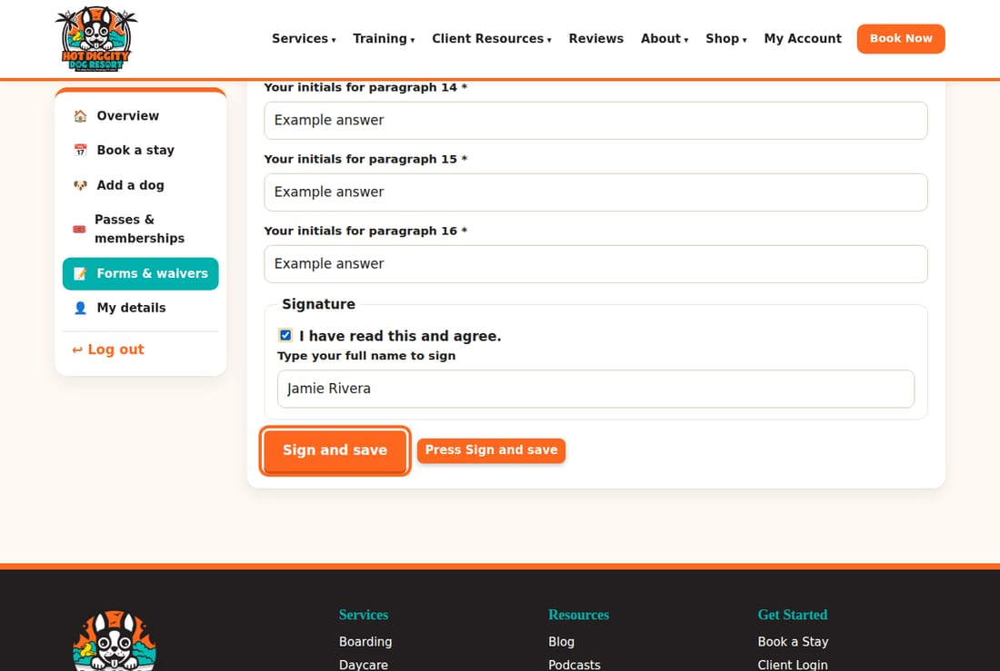 HOT DIGGITY
DOG RESORT
Services ▾
Training ▾
Client Resources ▾
Reviews
About ▾
Shop ▾
My Account
Book Now
Overview
Book a stay
Add a dog
Passes &
memberships
Forms & waivers
My details
↩ Log out
Your initials for paragraph 14 *
Example answer
Your initials for paragraph 15 *
Example answer
Your initials for paragraph 16 *
Example answer
Signature
I have read this and agree.
Type your full name to sign
Jamie Rivera
Sign and save
Press Sign and save
Services
Boarding
Daycare
Resources
Blog
Podcasts
Get Started
Book a Stay
Client Login